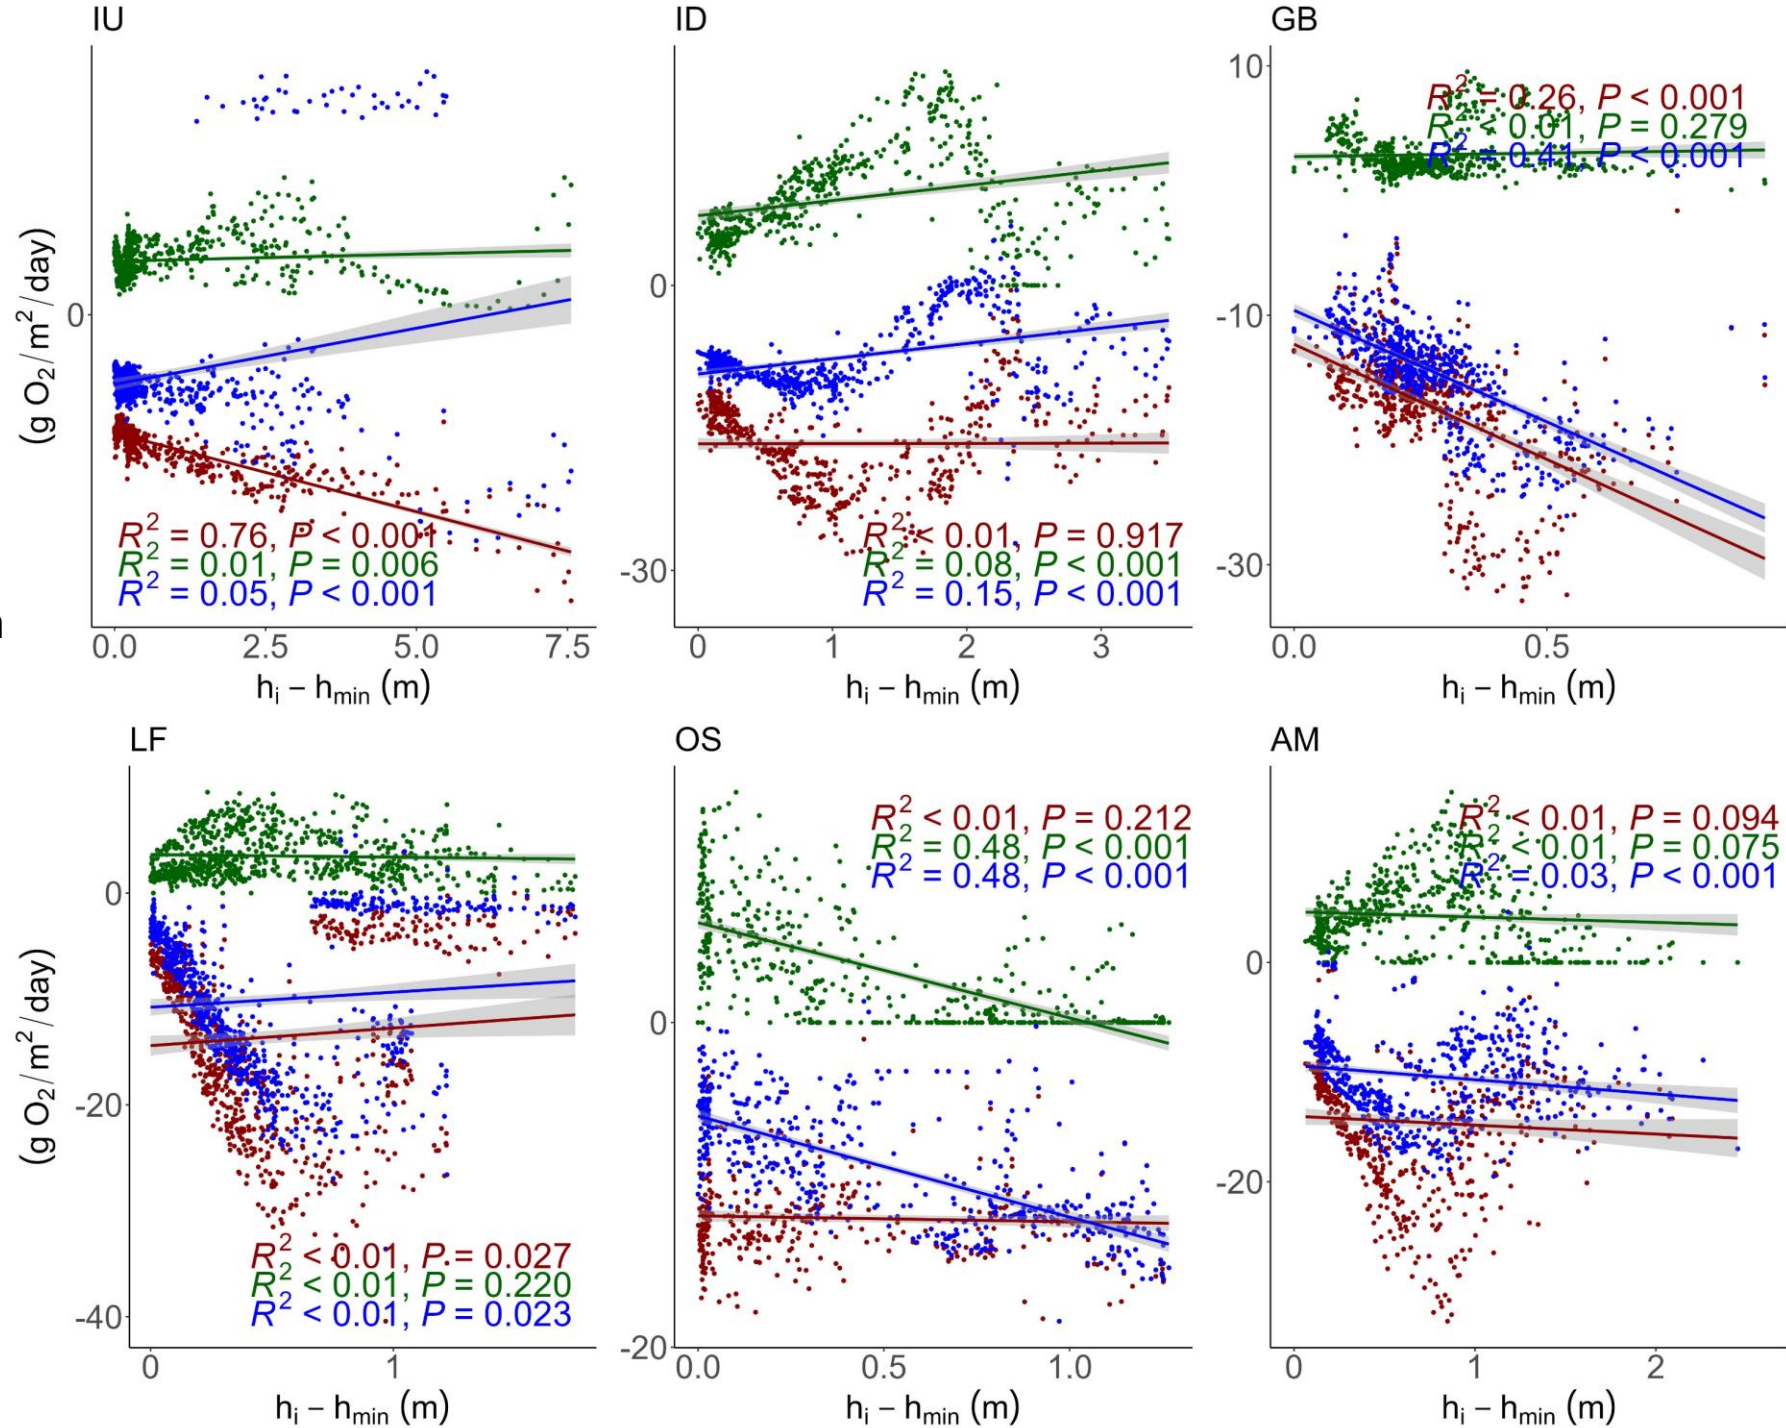 IU
(g O₂/m²/day)
0
R² = 0.76, P < 0.001
R² = 0.01, P = 0.006
R² = 0.05, P < 0.001
0.0 2.5 5.0 7.5
hᵢ – hmin (m)
ID
0
-30
R² < 0.01, P = 0.917
R² = 0.08, P < 0.001
R² = 0.15, P < 0.001
0 1 2 3
hᵢ – hmin (m)
GB
10
-10
-30
R² = 0.26, P < 0.001
R² < 0.01, P = 0.279
R² = 0.41, P < 0.001
0.0 0.5
hᵢ – hmin (m)
LF
(g O₂/m²/day)
0
-20
-40
R² < 0.01, P = 0.027
R² < 0.01, P = 0.220
R² < 0.01, P = 0.023
0 1
hᵢ – hmin (m)
OS
R² < 0.01, P = 0.212
R² = 0.48, P < 0.001
R² = 0.48, P < 0.001
0
-20
0.0 0.5 1.0
hᵢ – hmin (m)
AM
R² < 0.01, P = 0.094
R² < 0.01, P = 0.075
R² = 0.03, P < 0.001
0
-20
0 1 2
hᵢ – hmin (m)